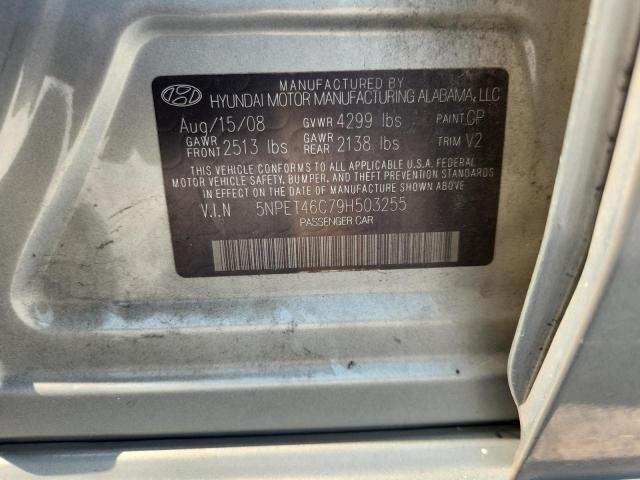 MANUFACTURED BY
HYUNDAI MOTOR MANUFACTURING ALABAMA, LLC
Aug/15/08 GVWR 4299 lbs PAINT GP
GAWR FRONT 2513 lbs GAWR REAR 2138 lbs TRIM V2
THIS VEHICLE CONFORMS TO ALL APPLICABLE U.S.A. FEDERAL
MOTOR VEHICLE SAFETY, BUMPER, AND THEFT PREVENTION STANDARDS
IN EFFECT ON THE DATE OF MANUFACTURE SHOWN ABOVE.
V.I.N 5NPET46C79H503255
PASSENGER CAR